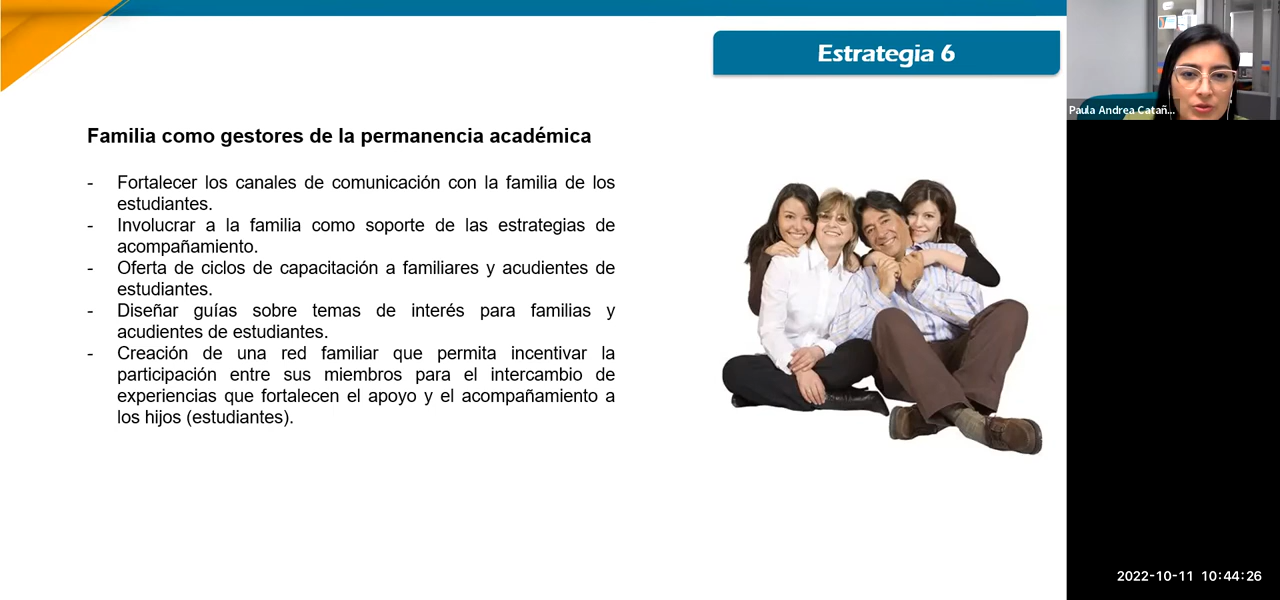 Estrategia 6
Paula Andrea Catañ...
Familia como gestores de la permanencia académica
- Fortalecer los canales de comunicación con la familia de los
estudiantes.
- Involucrar a la familia como soporte de las estrategias de
acompañamiento.
- Oferta de ciclos de capacitación a familiares y acudientes de
estudiantes.
- Diseñar guías sobre temas de interés para familias y
acudientes de estudiantes.
- Creación de una red familiar que permita incentivar la
participación entre sus miembros para el intercambio de
experiencias que fortalecen el apoyo y el acompañamiento a
los hijos (estudiantes).
2022-10-11 10:44:26